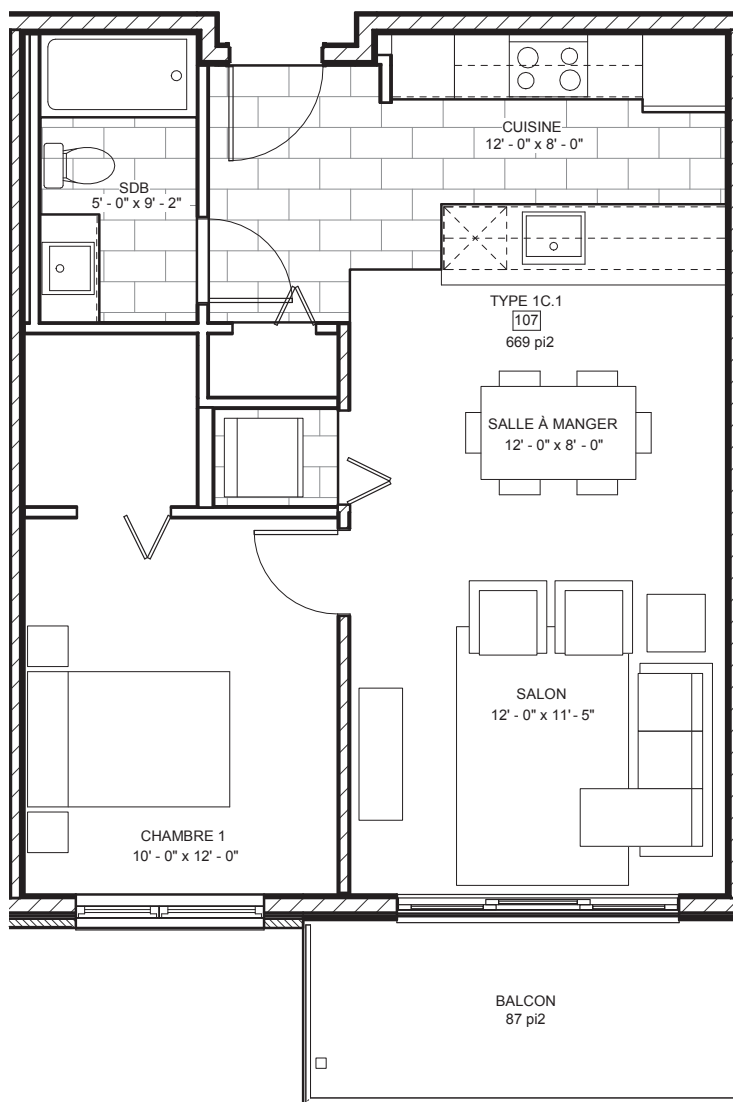 CUISINE
12' - 0" x 8' - 0"
SDB
5' - 0" x 9' - 2"
TYPE 1C.1
107
669 pi2
SALLE À MANGER
12' - 0" x 8' - 0"
SALON
12' - 0" x 11' - 5"
CHAMBRE 1
10' - 0" x 12' - 0"
BALCON
87 pi2